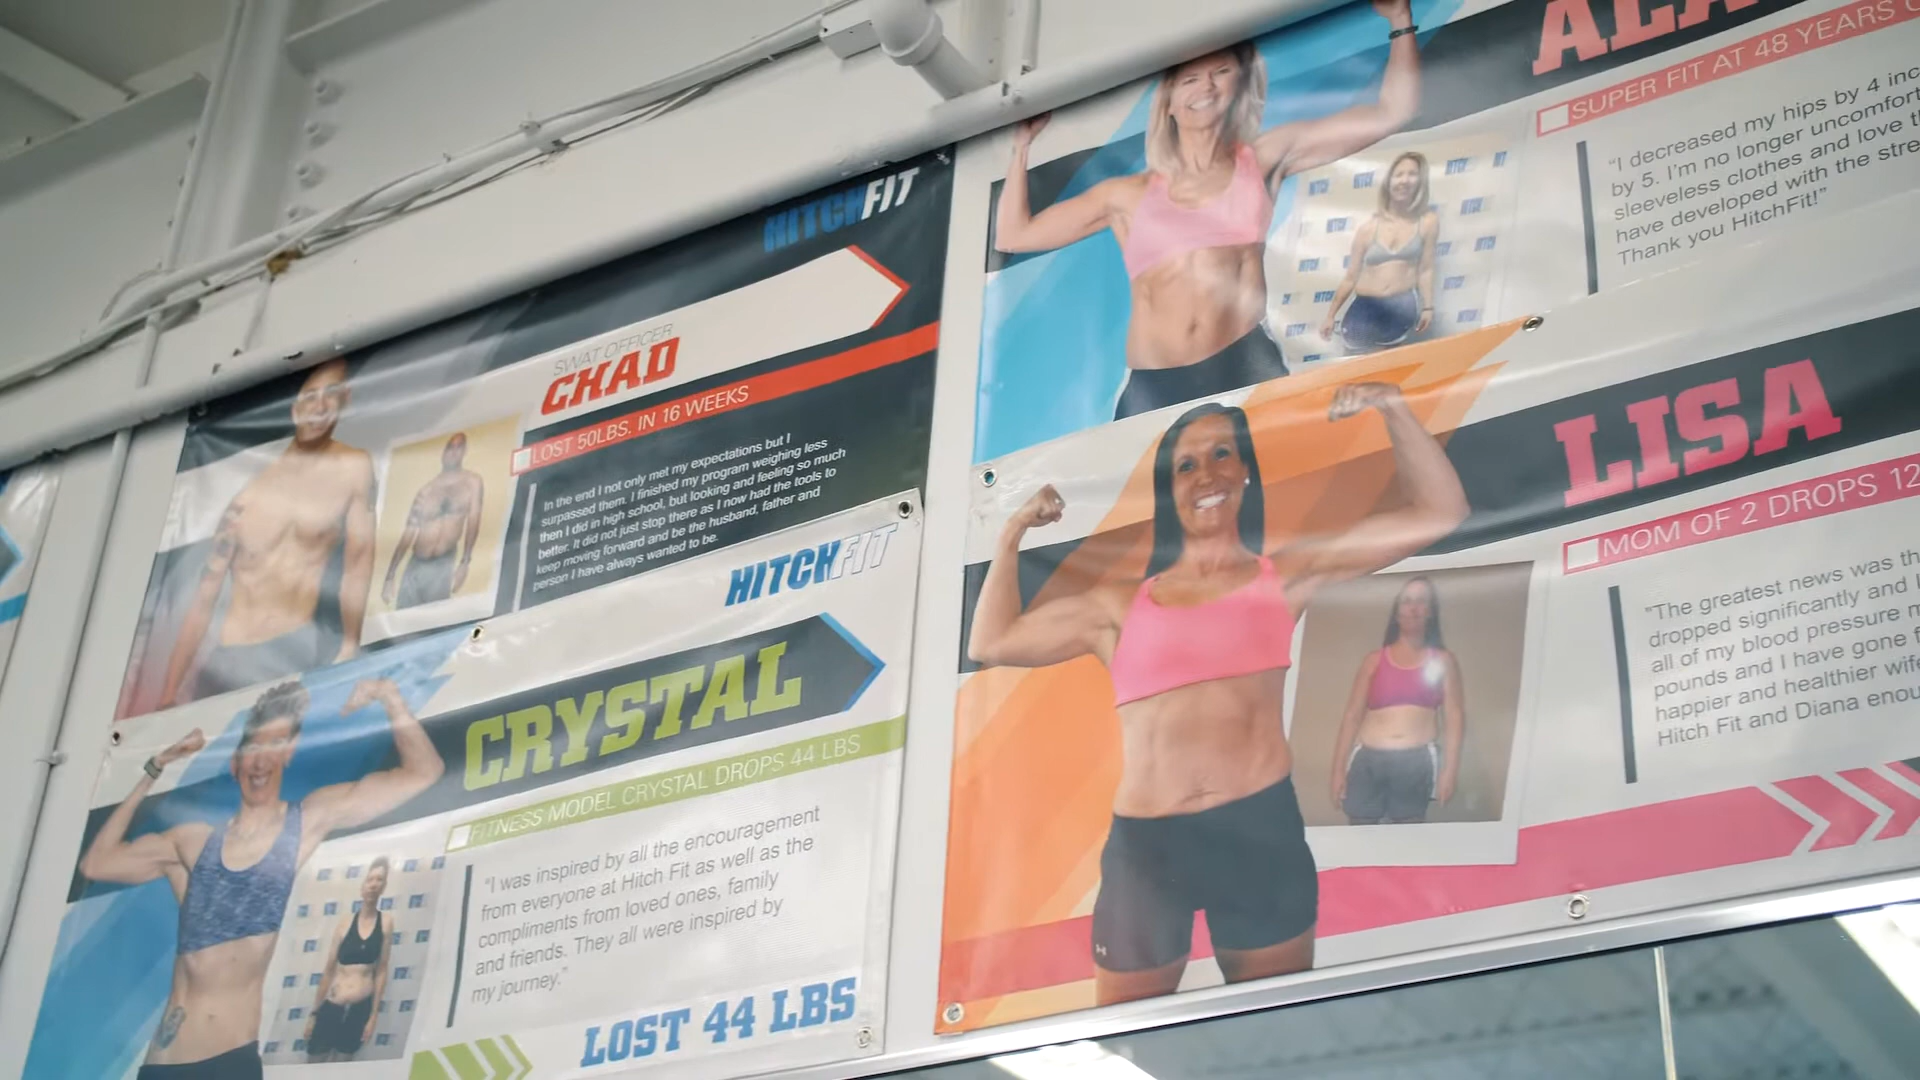 HITCHFIT
SWAT OFFICER
CHAD
LOST 50LBS. IN 16 WEEKS
In the end I not only met my expectations but I
surpassed them. I finished my program weighing less
then I did in high school, but looking and feeling so much
better. It did not just stop there as I now had the tools to
keep moving forward and be the husband, father and
person I have always wanted to be.
HITCHFIT
CRYSTAL
FITNESS MODEL CRYSTAL DROPS 44 LBS
"I was inspired by all the encouragement
from everyone at Hitch Fit as well as the
compliments from loved ones, family
and friends. They all were inspired by
my journey."
LOST 44 LBS
SUPER FIT AT 48 YEARS
"I decreased my hips by 4
by 5. I'm no longer
sleeveless clothes and love
have developed with the
Thank you HitchFit!"
LISA
MOM OF 2 DROPS 12
"The greatest news was
dropped significantly and
all of my blood pressure
pounds and I have gone
happier and healthier
Hitch Fit and Diana